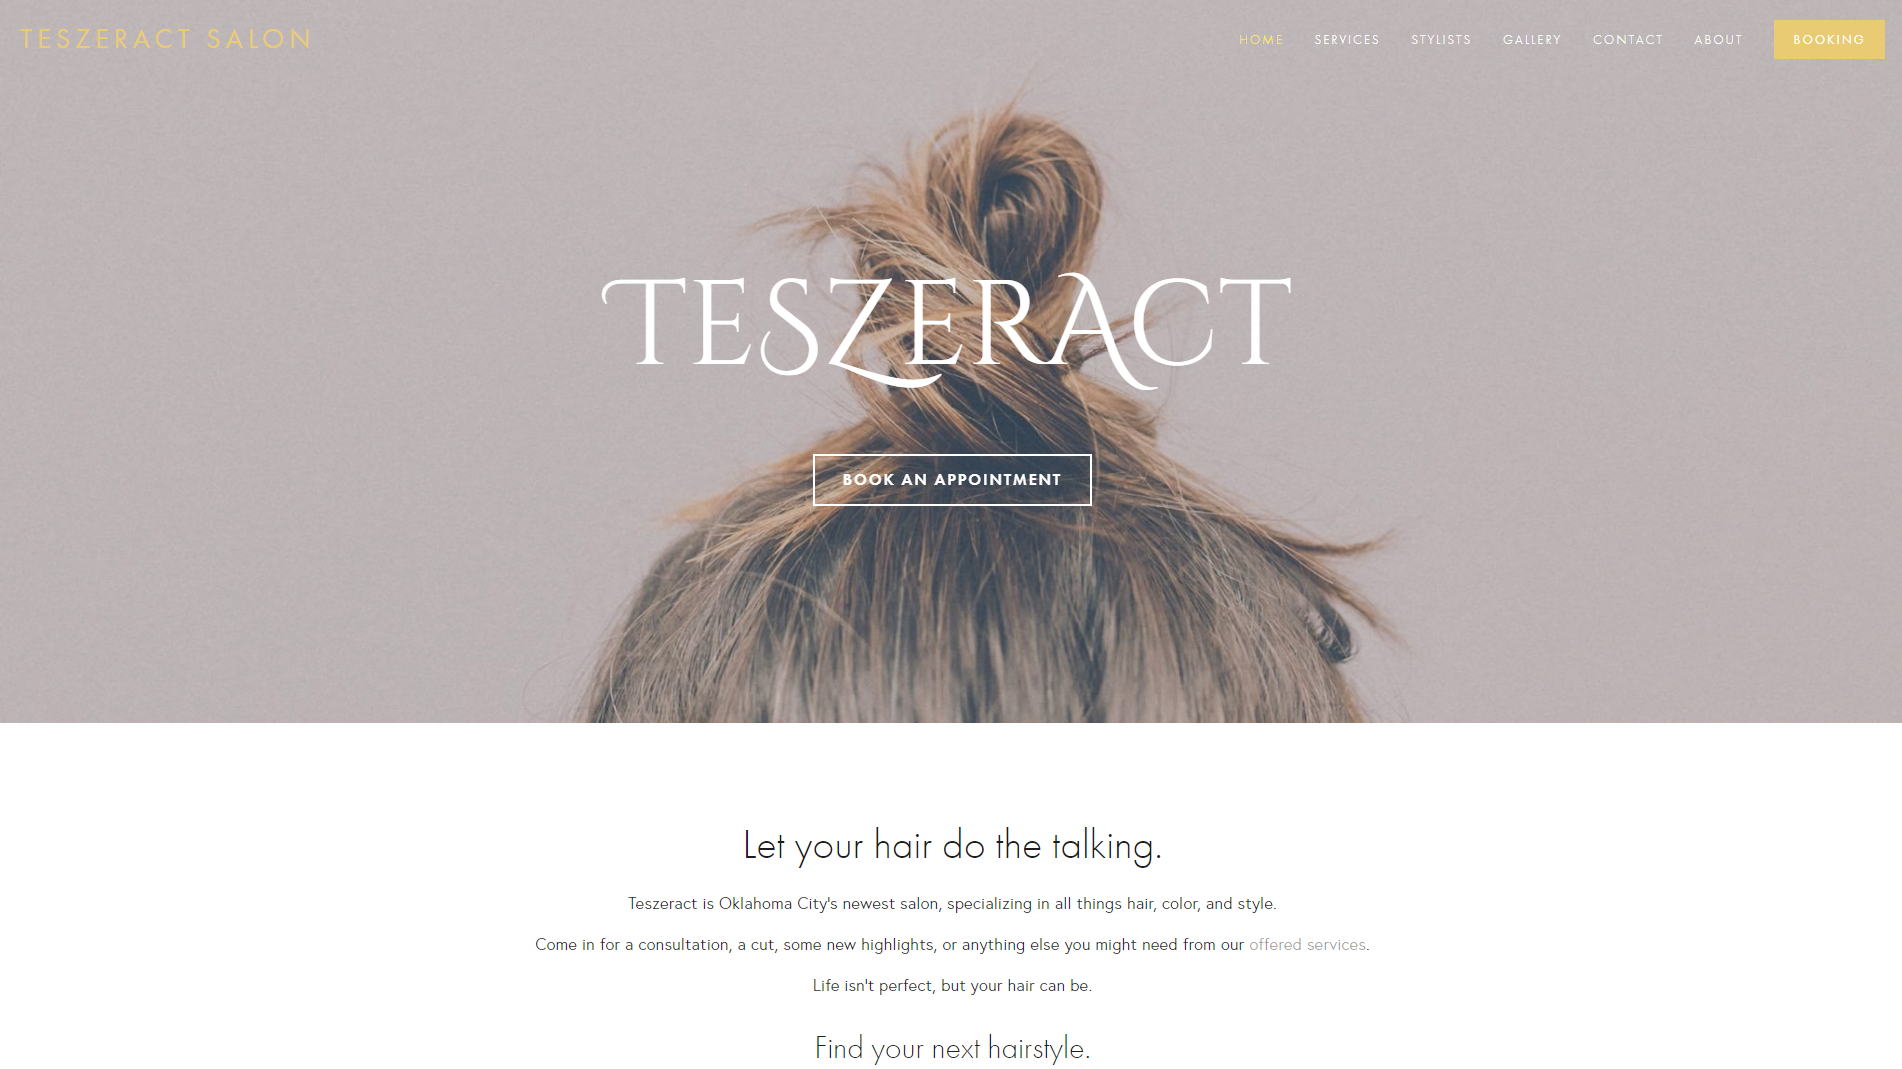 TESZERACT SALON
HOME SERVICES STYLISTS GALLERY CONTACT ABOUT BOOKING
TESZERACT
BOOK AN APPOINTMENT
Let your hair do the talking.
Teszeract is Oklahoma City's newest salon, specializing in all things hair, color, and style.
Come in for a consultation, a cut, some new highlights, or anything else you might need from our offered services.
Life isn't perfect, but your hair can be.
Find your next hairstyle.